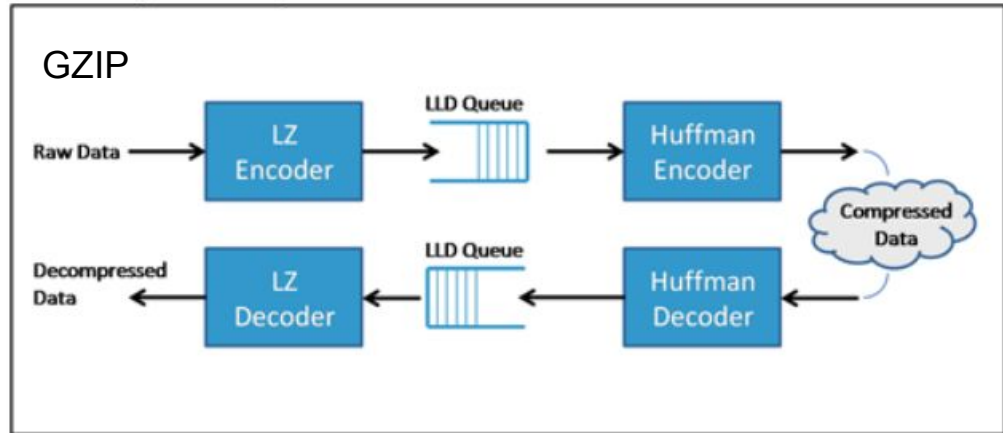 GZIP
LLD Queue
Raw Data
LZ
Encoder
Huffman
Encoder
Compressed
Data
LLD Queue
Decompressed
Data
LZ
Decoder
Huffman
Decoder